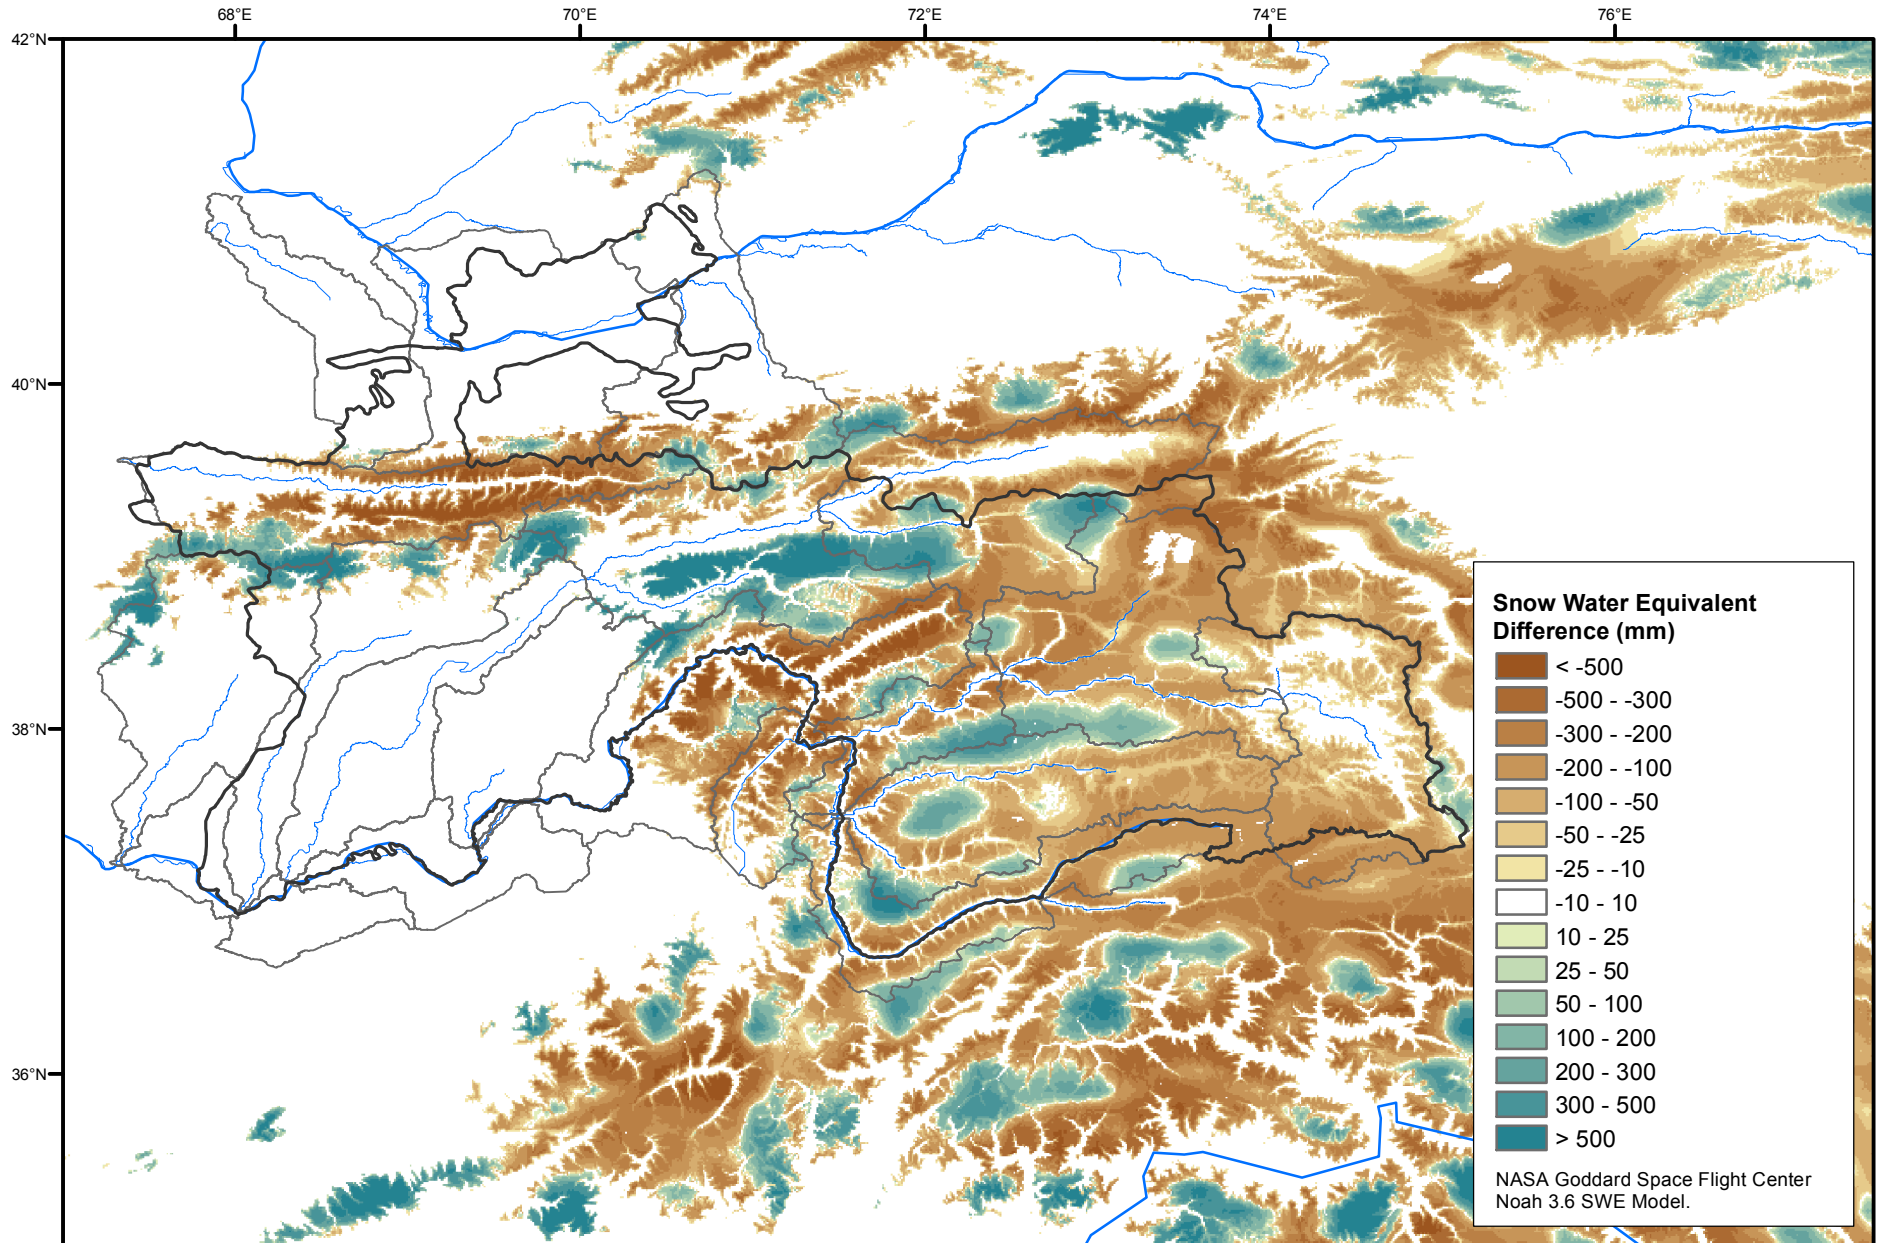 68°E
70°E
72°E
74°E
76°E
42°N
40°N
38°N
36°N
Snow Water Equivalent
Difference (mm)
< -500
-500 - -300
-300 - -200
-200 - -100
-100 - -50
-50 - -25
-25 - -10
-10 - 10
10 - 25
25 - 50
50 - 100
100 - 200
200 - 300
300 - 500
> 500
NASA Goddard Space Flight Center
Noah 3.6 SWE Model.